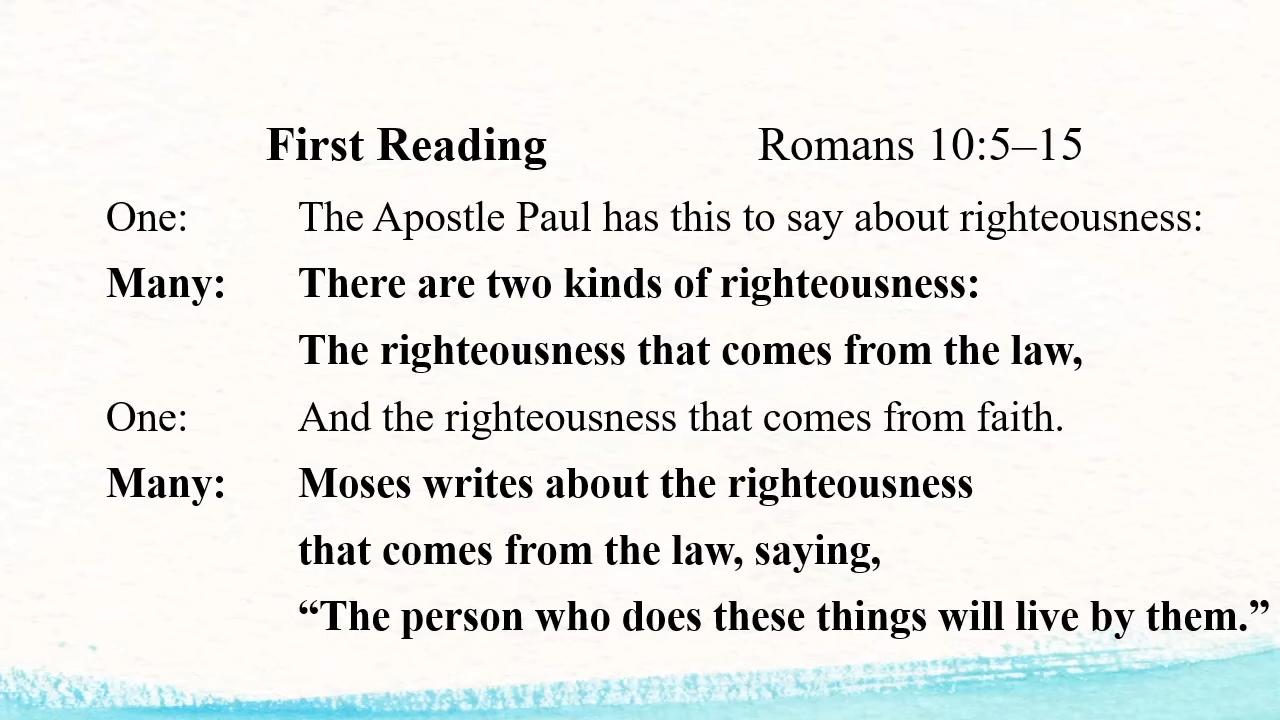 First Reading Romans 10:5–15
One: The Apostle Paul has this to say about righteousness:
Many: There are two kinds of righteousness:
The righteousness that comes from the law,
One: And the righteousness that comes from faith.
Many: Moses writes about the righteousness
that comes from the law, saying,
“The person who does these things will live by them.”